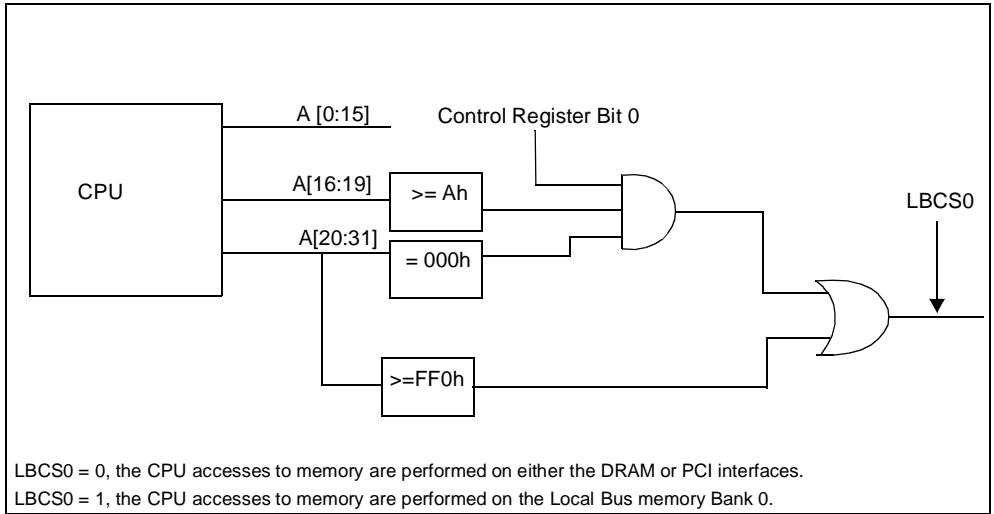 A [0:15]
Control Register Bit 0
CPU
A[16:19]
>= Ah
LBCS0
A[20:31]
= 000h
>=FF0h
LBCS0 = 0, the CPU accesses to memory are performed on either the DRAM or PCI interfaces.
LBCS0 = 1, the CPU accesses to memory are performed on the Local Bus memory Bank 0.